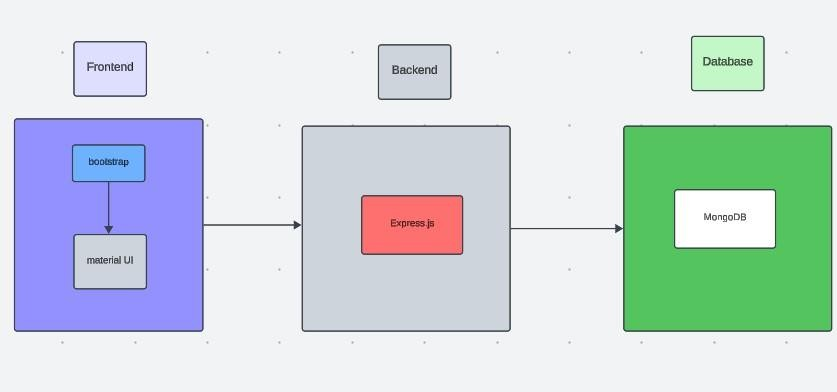 Frontend
Backend
Database
bootstrap
material UI
Express.js
MongoDB